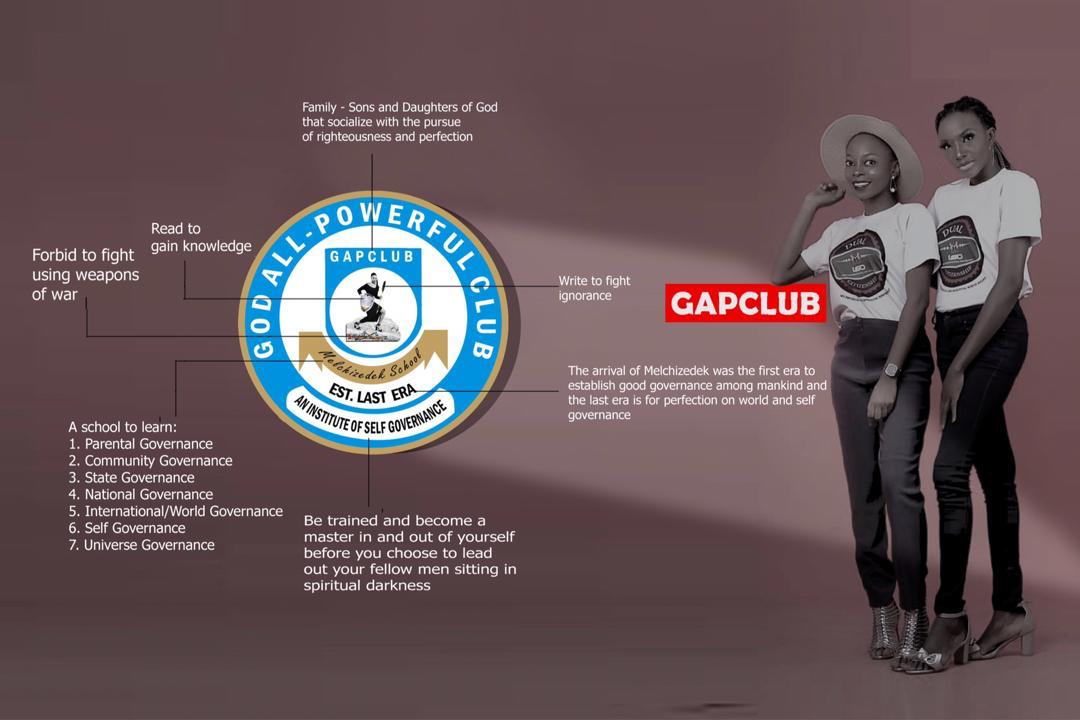 Family - Sons and Daughters of God
that socialize with the pursue
of righteousness and perfection
Read to
gain knowledge
Forbid to fight
using weapons
of war
GOD ALL-POWERFUL CLUB
GAPCLUB
Melchizedek School
EST. LAST ERA
AN INSTITUTE OF SELF GOVERNANCE
Write to fight
ignorance
GAPCLUB
The arrival of Melchizedek was the first era to
establish good governance among mankind and
the last era is for perfection on world and self
governance
A school to learn:
1. Parental Governance
2. Community Governance
3. State Governance
4. National Governance
5. International/World Governance
6. Self Governance
7. Universe Governance
Be trained and become a
master in and out of yourself
before you choose to lead
out your fellow men sitting in
spiritual darkness
DUAL
CITIZENSHIP
DUAL